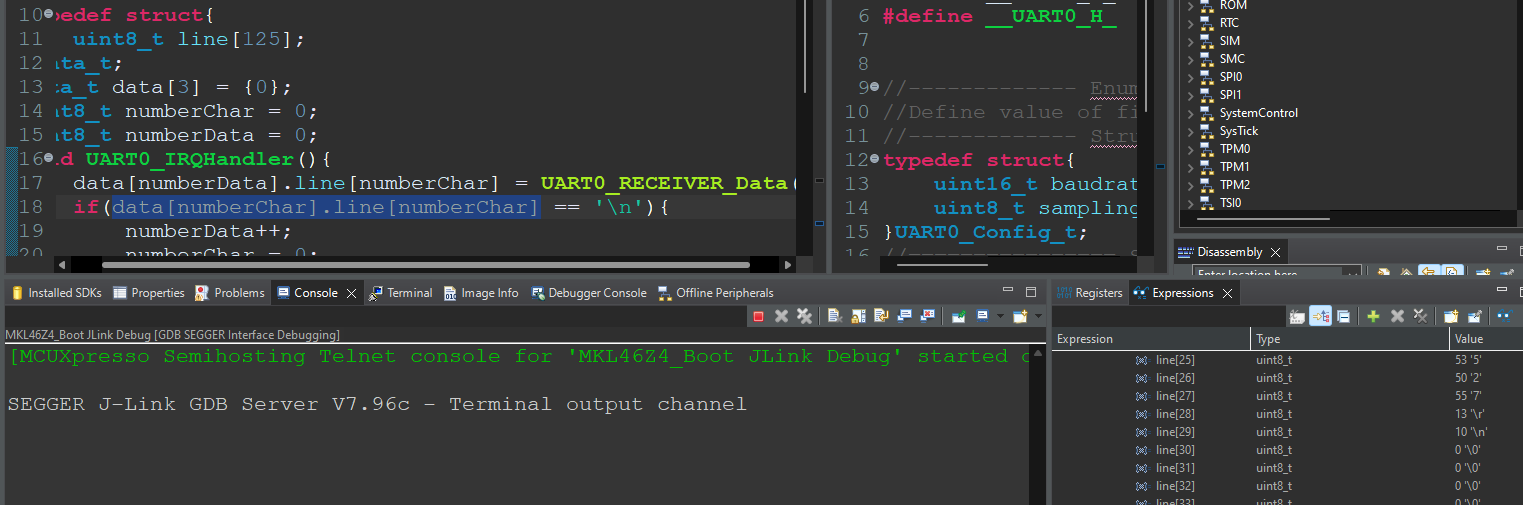 10 pedef struct{
11 uint8_t line[125];
12 ata_t;
13 ta_t data[3] = {0};
14 nt8_t numberChar = 0;
15 nt8_t numberData = 0;
16 id UART0_IRQHandler(){
17 data[numberData].line[numberChar] = UART0_RECEIVER_Data(
18 if(data[numberChar].line[numberChar] == '\n'){
19 numberData++;
20 numberChar = 0;
6 #define __UART0_H_
7
8
9 //------------- Enum
10 //Define value of fi
11 //------------- Stru
12 typedef struct{
13 uint16_t baudrat
14 uint8_t sampling
15 }UART0_Config_t;
16
ROM
RTC
SIM
SMC
SPI0
SPI1
SystemControl
SysTick
TPM0
TPM1
TPM2
TSI0
Disassembly
Enter location here
Installed SDKs Properties Problems Console Terminal Image Info Debugger Console Offline Peripherals
MKL46Z4_Boot JLink Debug [GDB SEGGER Interface Debugging]
[MCUXpresso Semihosting Telnet console for 'MKL46Z4_Boot JLink Debug' started o
SEGGER J-Link GDB Server V7.96c - Terminal output channel
Registers Expressions
Expression Type Value
line[25] uint8_t 53 '5'
line[26] uint8_t 50 '2'
line[27] uint8_t 55 '7'
line[28] uint8_t 13 '\r'
line[29] uint8_t 10 '\n'
line[30] uint8_t 0 '\0'
line[31] uint8_t 0 '\0'
line[32] uint8_t 0 '\0'
line[33] uint8_t 0 '\0'